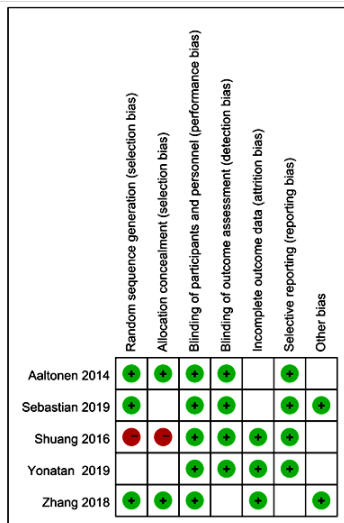 Random sequence generation (selection bias)
Allocation concealment (selection bias)
Blinding of participants and personnel (performance bias)
Blinding of outcome assessment (detection bias)
Incomplete outcome data (attrition bias)
Selective reporting (reporting bias)
Other bias
Aaltonen 2014 + + + + +
Sebastian 2019 + + + + +
Shuang 2016 - - + + + +
Yonatan 2019 + + + +
Zhang 2018 + + + + +